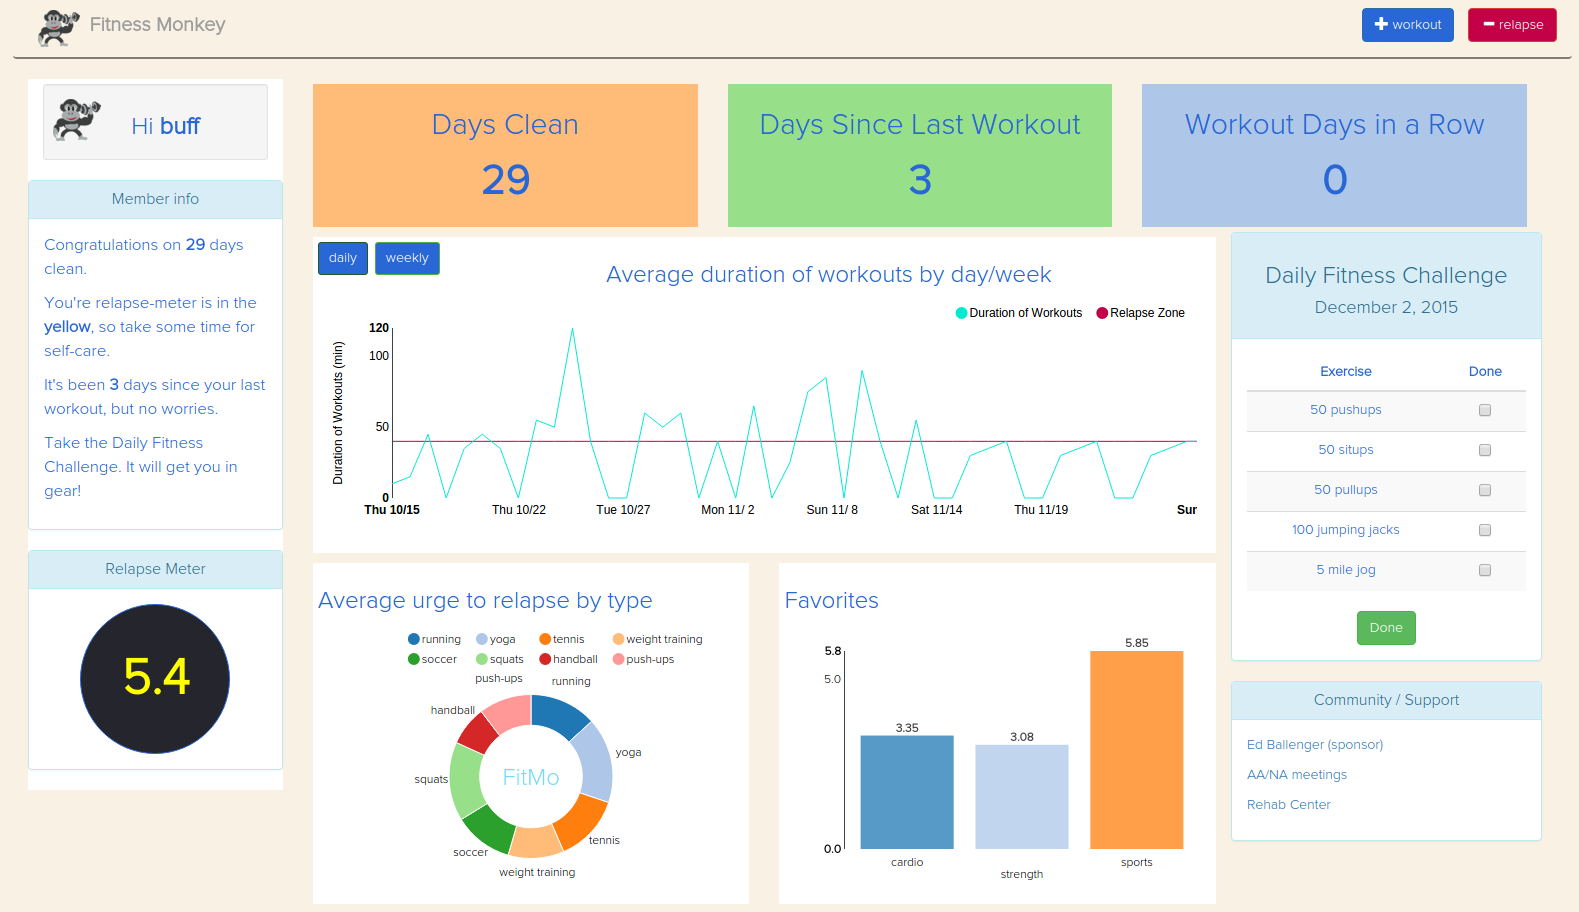 Fitness Monkey
workout
relapse
Hi buff
Member info
Congratulations on 29 days
clean.
You're relapse-meter is in the
yellow, so take some time for
self-care.
It's been 3 days since your last
workout, but no worries.
Take the Daily Fitness
Challenge. It will get you in
gear!
Relapse Meter
5.4
Days Clean
29
Days Since Last Workout
3
Workout Days in a Row
0
daily
weekly
Average duration of workouts by day/week
Duration of Workouts
Relapse Zone
Duration of Workouts (min)
120
100
50
0
Thu 10/15
Thu 10/22
Tue 10/27
Mon 11/ 2
Sun 11/ 8
Sat 11/14
Thu 11/19
Sun
Average urge to relapse by type
running yoga tennis weight training
soccer squats handball push-ups
push-ups
running
handball
yoga
squats
FitMo
tennis
soccer
weight training
Favorites
5.8
5.0
0.0
3.35
3.08
5.85
cardio
strength
sports
Daily Fitness Challenge
December 2, 2015
Exercise Done
50 pushups
50 situps
50 pullups
100 jumping jacks
5 mile jog
Done
Community / Support
Ed Ballenger (sponsor)
AA/NA meetings
Rehab Center